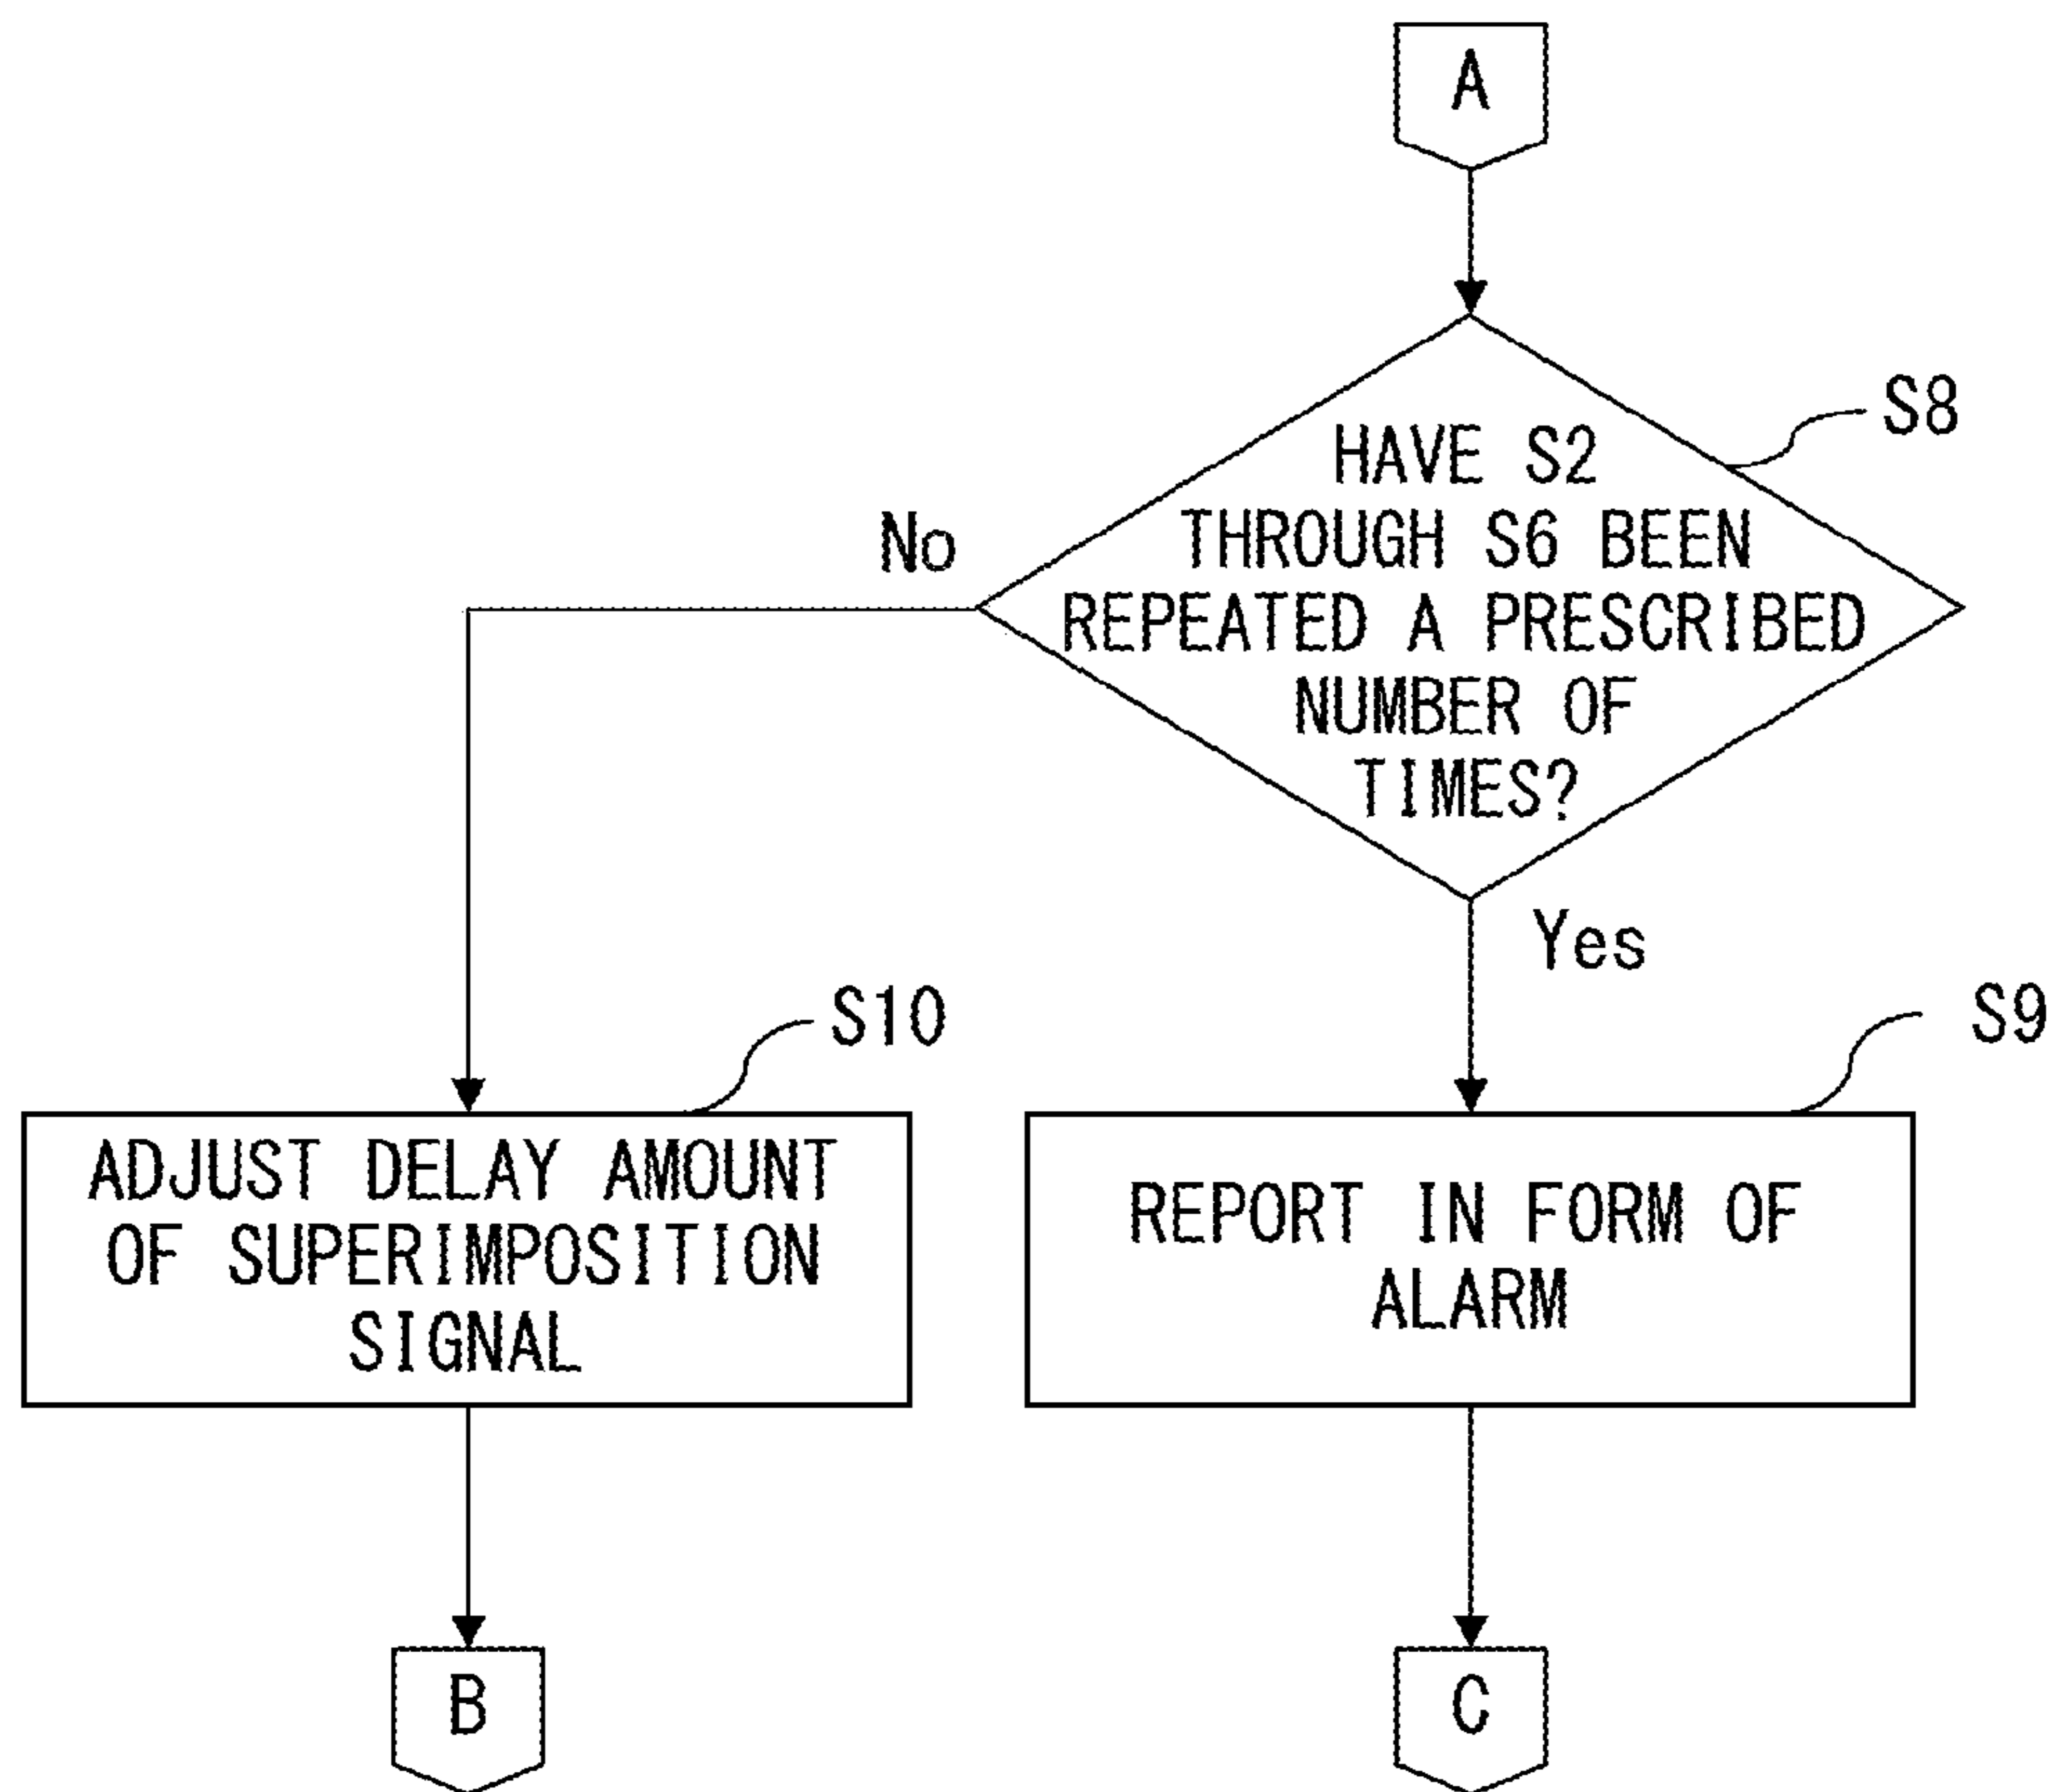 A
S8
HAVE S2
THROUGH S6 BEEN
REPEATED A PRESCRIBED
NUMBER OF
TIMES?
No
Yes
S10
S9
ADJUST DELAY AMOUNT
OF SUPERIMPOSITION
SIGNAL
REPORT IN FORM OF
ALARM
B
C